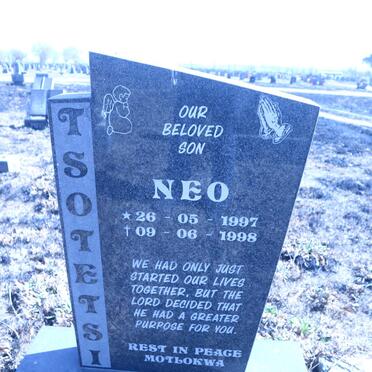 TSOTETSI
OUR
BELOVED
SON
NEO
★ 26 - 05 - 1997
† 09 - 06 - 1998
WE HAD ONLY JUST
STARTED OUR LIVES
TOGETHER, BUT THE
LORD DECIDED THAT
HE HAD A GREATER
PURPOSE FOR YOU.
REST IN PEACE
MOTLOKWA